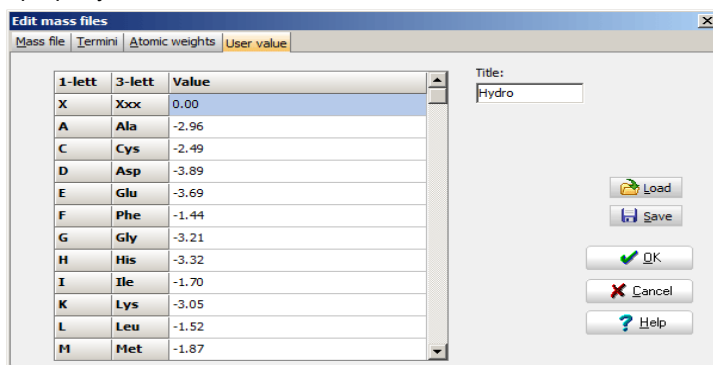 Edit mass files
Mass file Termini Atomic weights User value
1-lett 3-lett Value
X Xxx 0.00
A Ala -2.96
C Cys -2.49
D Asp -3.89
E Glu -3.69
F Phe -1.44
G Gly -3.21
H His -3.32
I Ile -1.70
K Lys -3.05
L Leu -1.52
M Met -1.87
Title:
Hydro
Load
Save
OK
Cancel
Help